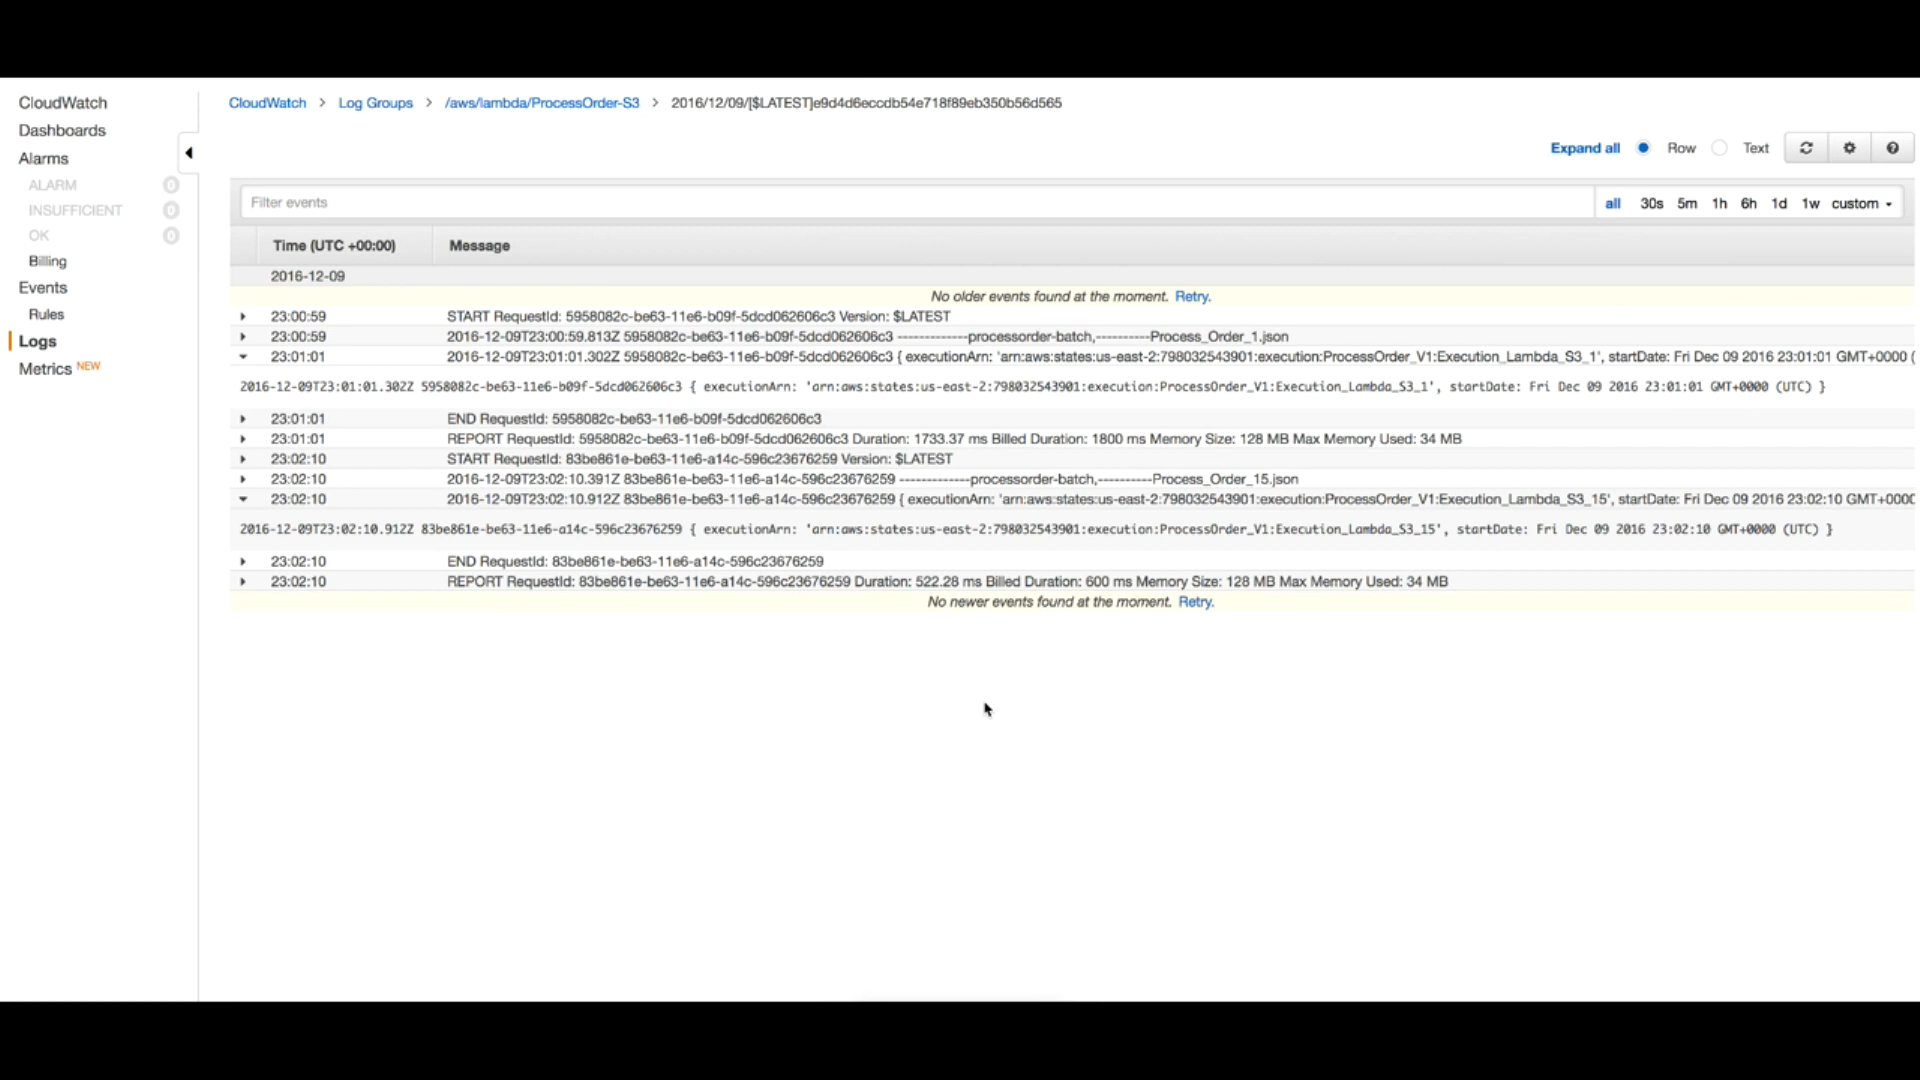 CloudWatch
Dashboards
Alarms
ALARM 0
INSUFFICIENT 0
OK 0
Billing
Events
Rules
Logs
Metrics NEW
CloudWatch > Log Groups > /aws/lambda/ProcessOrder-S3 > 2016/12/09/[$LATEST]e9d4d6eccdb54e718f89eb350b56d565
Expand all Row Text
Filter events
all 30s 5m 1h 6h 1d 1w custom
Time (UTC +00:00) Message
2016-12-09
No older events found at the moment. Retry.
23:00:59 START RequestId: 5958082c-be63-11e6-b09f-5dcd062606c3 Version: $LATEST
23:00:59 2016-12-09T23:00:59.813Z 5958082c-be63-11e6-b09f-5dcd062606c3 -------------processorder-batch,----------Process_Order_1.json
23:01:01 2016-12-09T23:01:01.302Z 5958082c-be63-11e6-b09f-5dcd062606c3 { executionArn: 'arn:aws:states:us-east-2:798032543901:execution:ProcessOrder_V1:Execution_Lambda_S3_1', startDate: Fri Dec 09 2016 23:01:01 GMT+0000 (
2016-12-09T23:01:01.302Z 5958082c-be63-11e6-b09f-5dcd062606c3 { executionArn: 'arn:aws:states:us-east-2:798032543901:execution:ProcessOrder_V1:Execution_Lambda_S3_1', startDate: Fri Dec 09 2016 23:01:01 GMT+0000 (UTC) }
23:01:01 END RequestId: 5958082c-be63-11e6-b09f-5dcd062606c3
23:01:01 REPORT RequestId: 5958082c-be63-11e6-b09f-5dcd062606c3 Duration: 1733.37 ms Billed Duration: 1800 ms Memory Size: 128 MB Max Memory Used: 34 MB
23:02:10 START RequestId: 83be861e-be63-11e6-a14c-596c23676259 Version: $LATEST
23:02:10 2016-12-09T23:02:10.391Z 83be861e-be63-11e6-a14c-596c23676259 -------------processorder-batch,----------Process_Order_15.json
23:02:10 2016-12-09T23:02:10.912Z 83be861e-be63-11e6-a14c-596c23676259 { executionArn: 'arn:aws:states:us-east-2:798032543901:execution:ProcessOrder_V1:Execution_Lambda_S3_15', startDate: Fri Dec 09 2016 23:02:10 GMT+0000
2016-12-09T23:02:10.912Z 83be861e-be63-11e6-a14c-596c23676259 { executionArn: 'arn:aws:states:us-east-2:798032543901:execution:ProcessOrder_V1:Execution_Lambda_S3_15', startDate: Fri Dec 09 2016 23:02:10 GMT+0000 (UTC) }
23:02:10 END RequestId: 83be861e-be63-11e6-a14c-596c23676259
23:02:10 REPORT RequestId: 83be861e-be63-11e6-a14c-596c23676259 Duration: 522.28 ms Billed Duration: 600 ms Memory Size: 128 MB Max Memory Used: 34 MB
No newer events found at the moment. Retry.